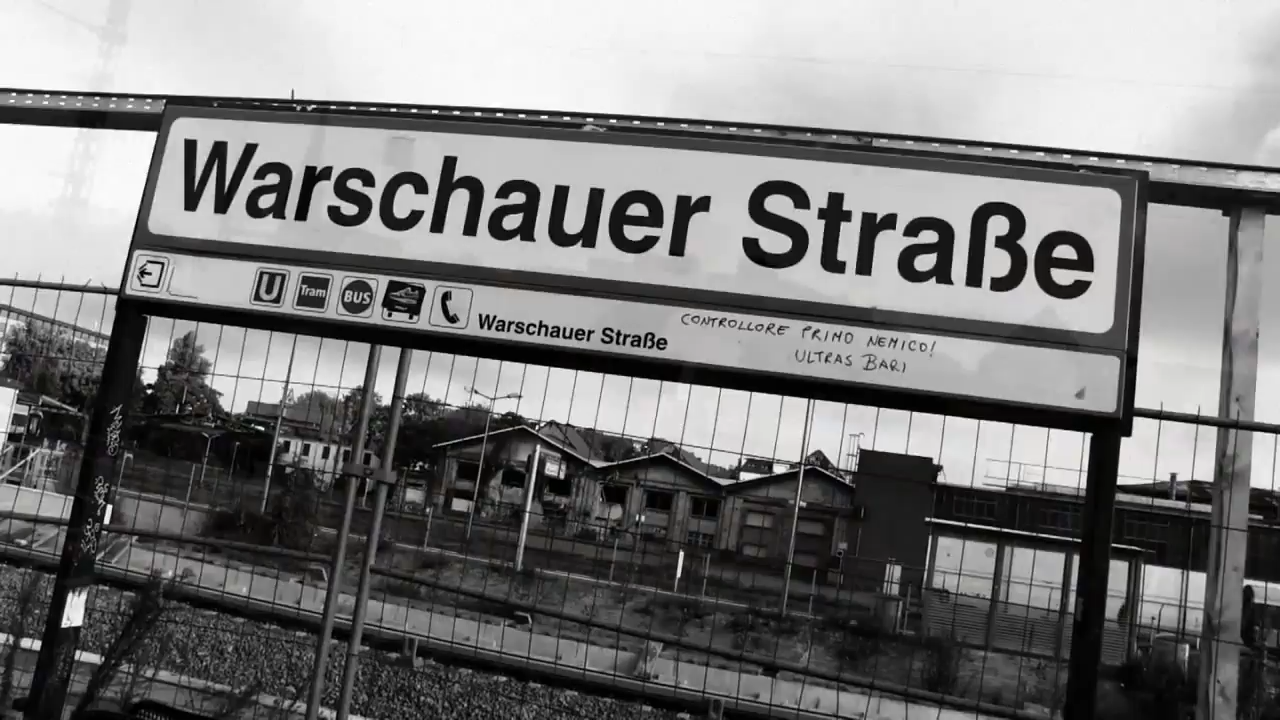 Warschauer Straße
U Tram BUS Warschauer Straße
CONTROLLORE PRIMO NEMICO!
ULTRAS BARI